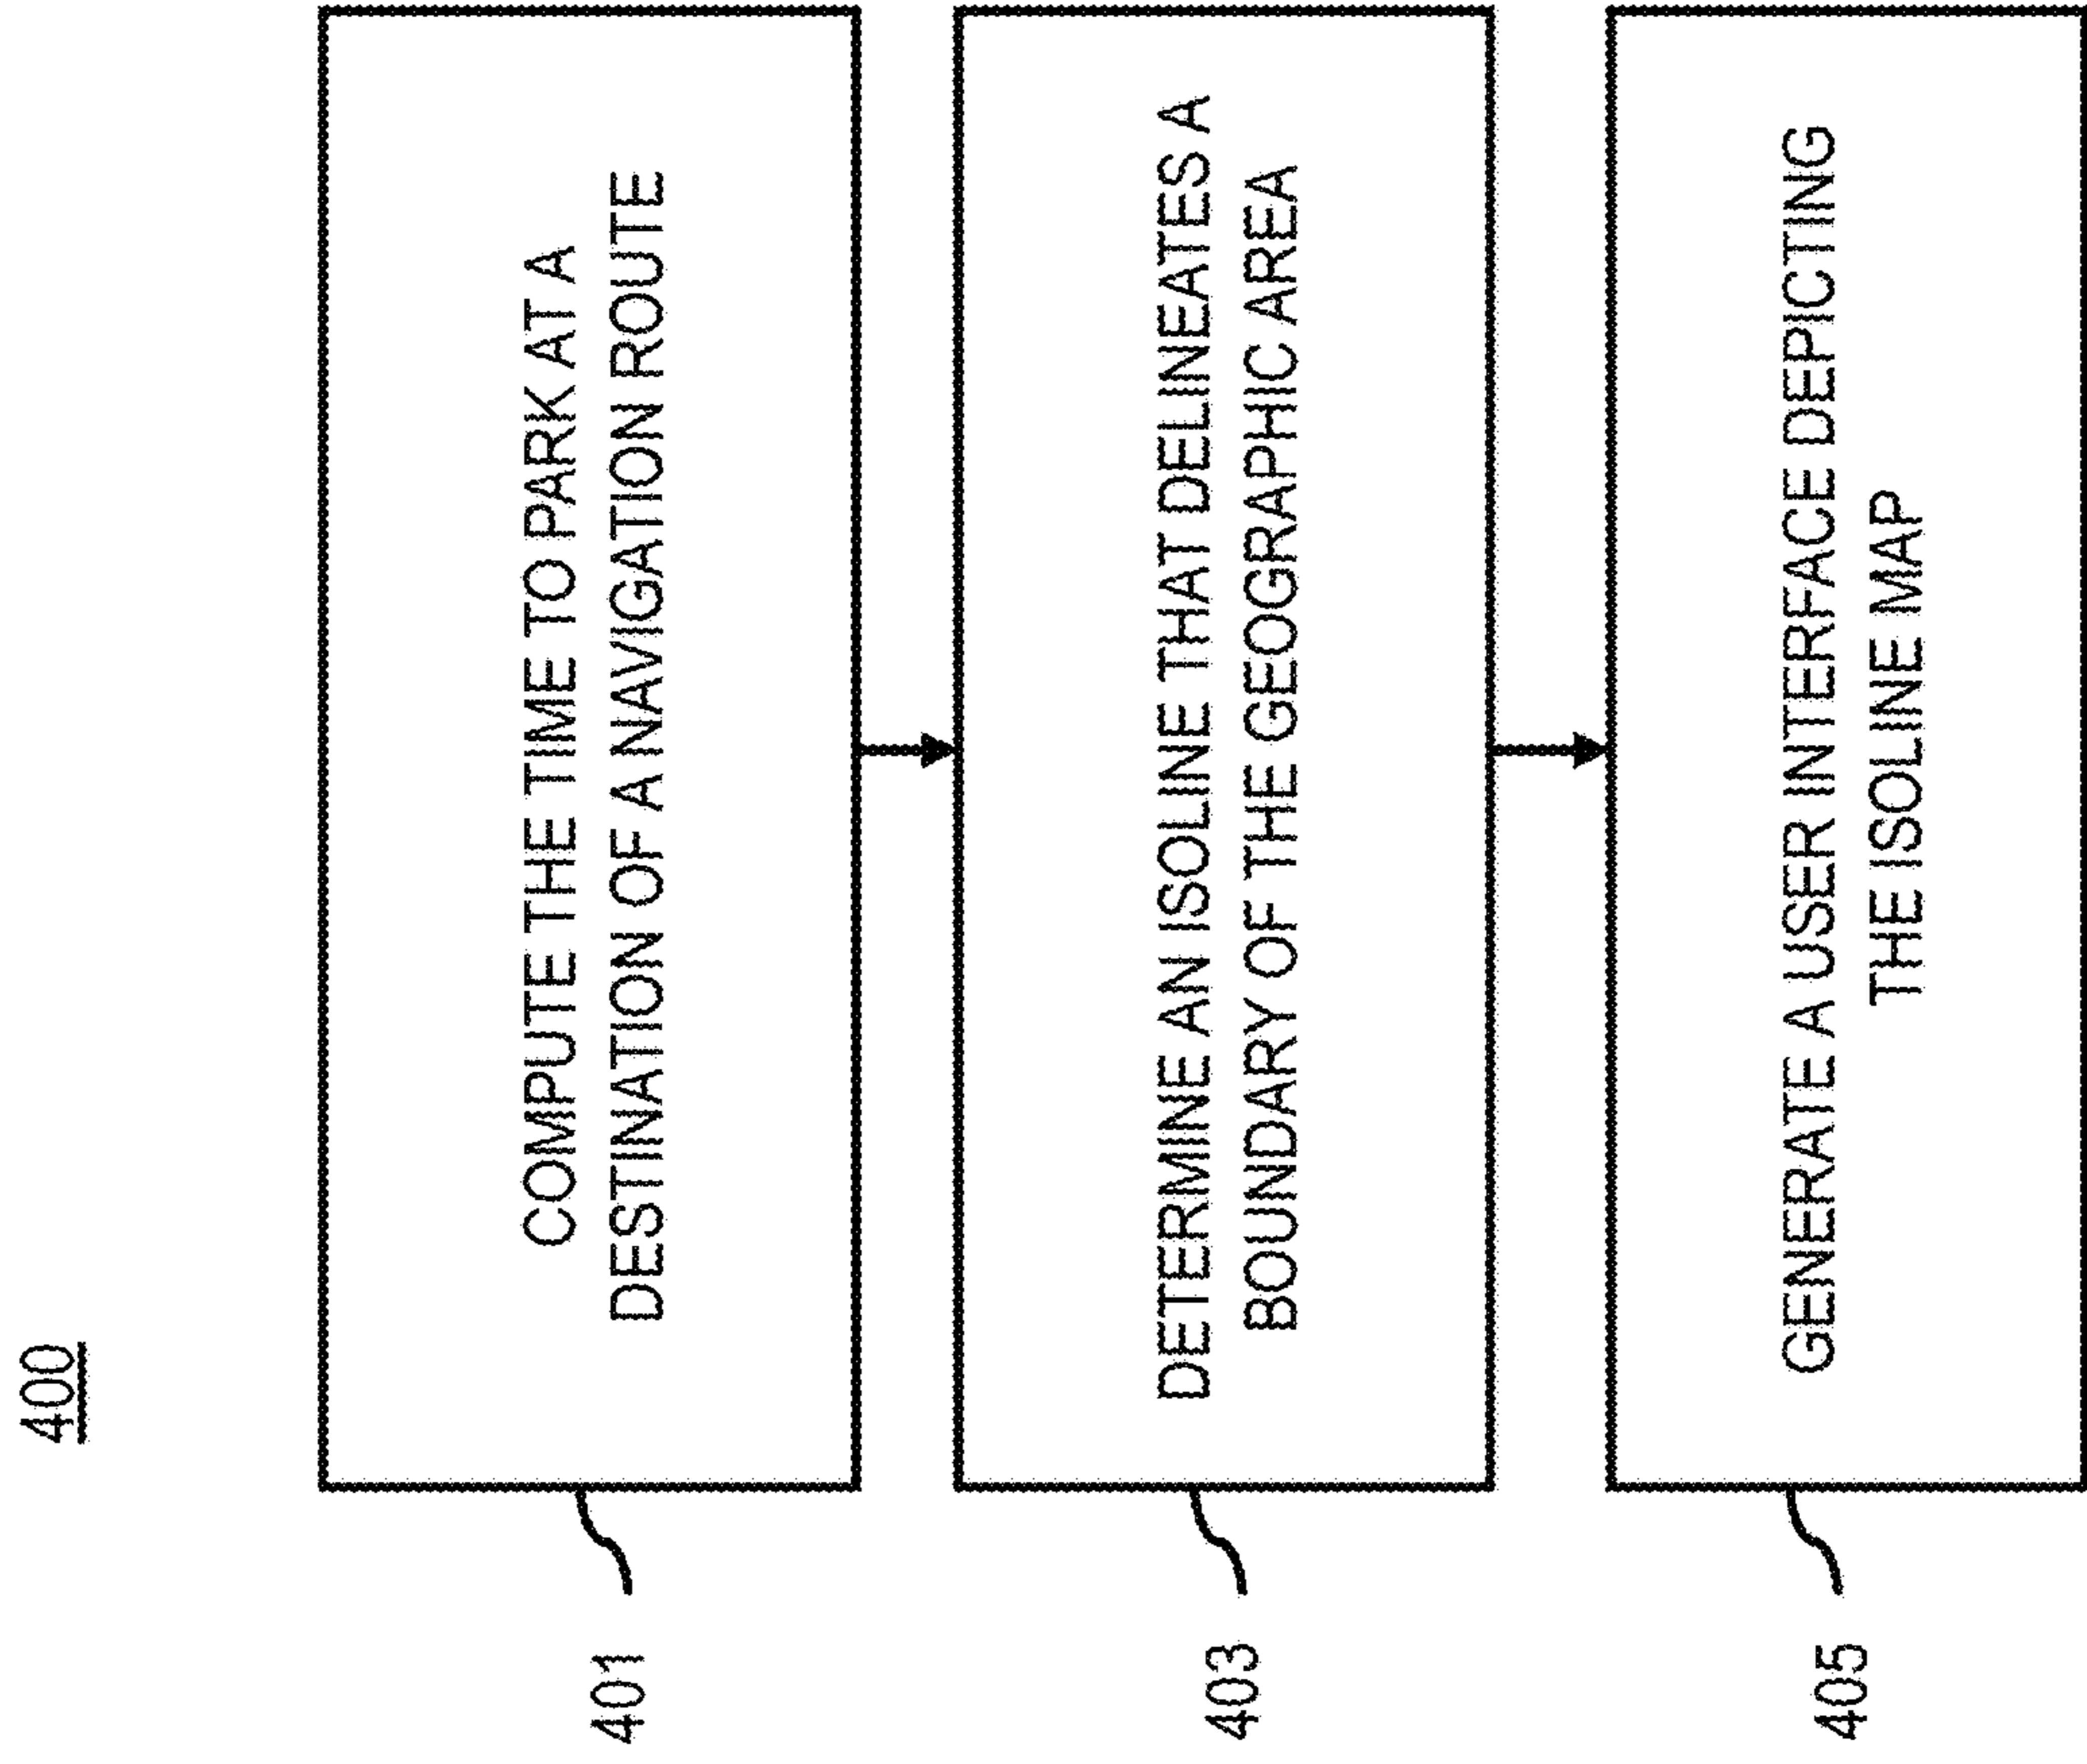 400
401
COMPUTE THE TIME TO PARK AT A
DESTINATION OF A NAVIGATION ROUTE
403
DETERMINE AN ISOLINE THAT DELINEATES A
BOUNDARY OF THE GEOGRAPHIC AREA
405
GENERATE A USER INTERFACE DEPICTING
THE ISOLINE MAP